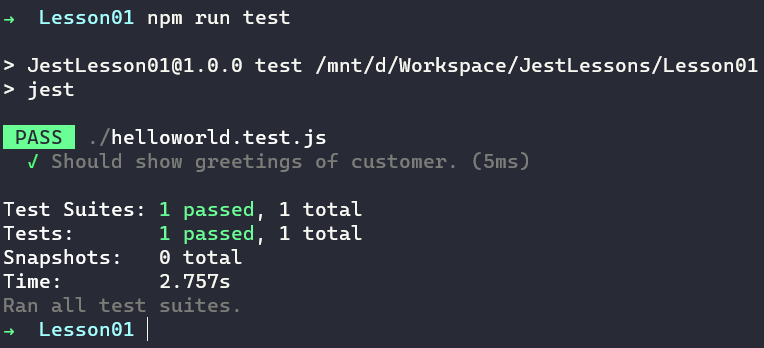 → Lesson01 npm run test
> JestLesson01@1.0.0 test /mnt/d/Workspace/JestLessons/Lesson01
> jest
PASS ./helloworld.test.js
✓ Should show greetings of customer. (5ms)
Test Suites: 1 passed, 1 total
Tests: 1 passed, 1 total
Snapshots: 0 total
Time: 2.757s
Ran all test suites.
→ Lesson01